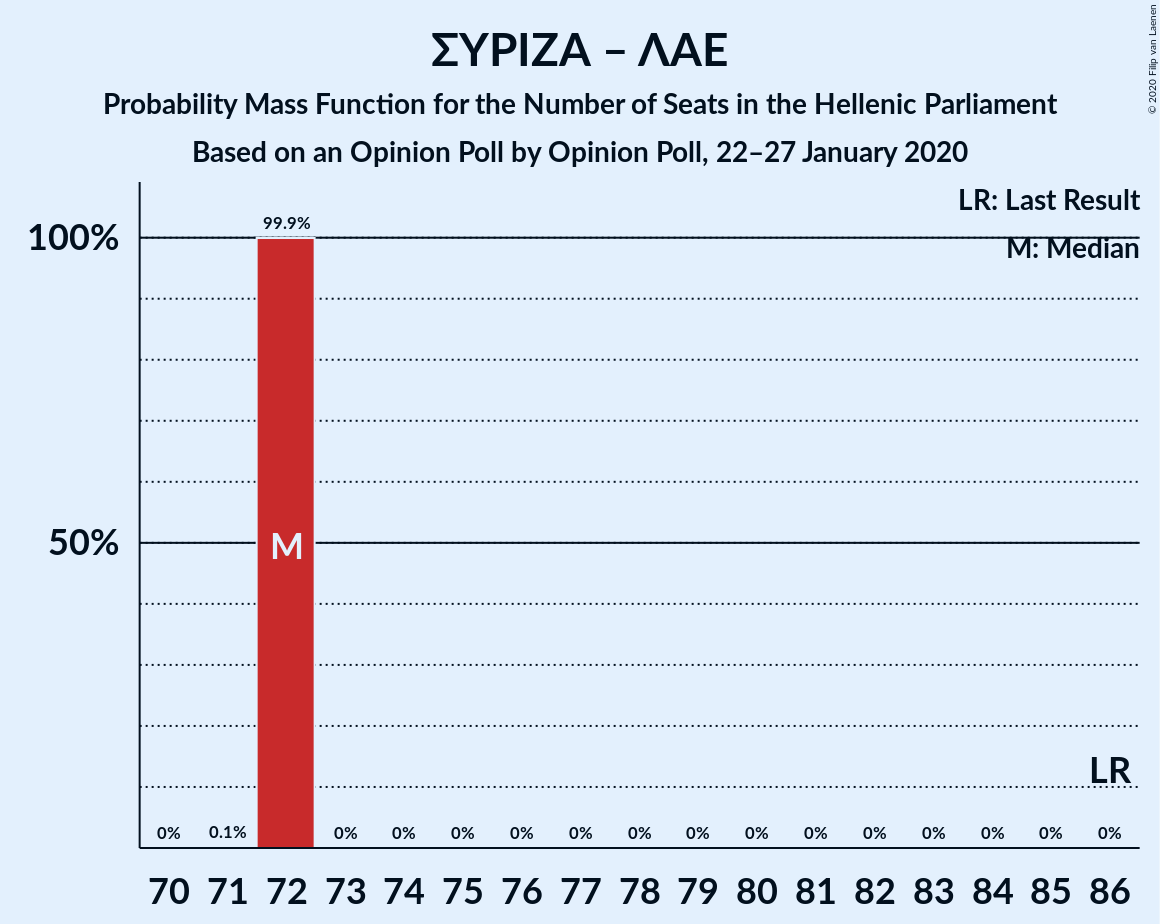 ΣΥΡΙΖΑ – ΛΑΕ
Probability Mass Function for the Number of Seats in the Hellenic Parliament
Based on an Opinion Poll by Opinion Poll, 22–27 January 2020
© 2020 Filip van Laenen
LR: Last Result
M: Median
100%
50%
99.9%
M
LR
0% 0.1% 0% 0% 0% 0% 0% 0% 0% 0% 0% 0% 0% 0% 0% 0%
70 71 72 73 74 75 76 77 78 79 80 81 82 83 84 85 86